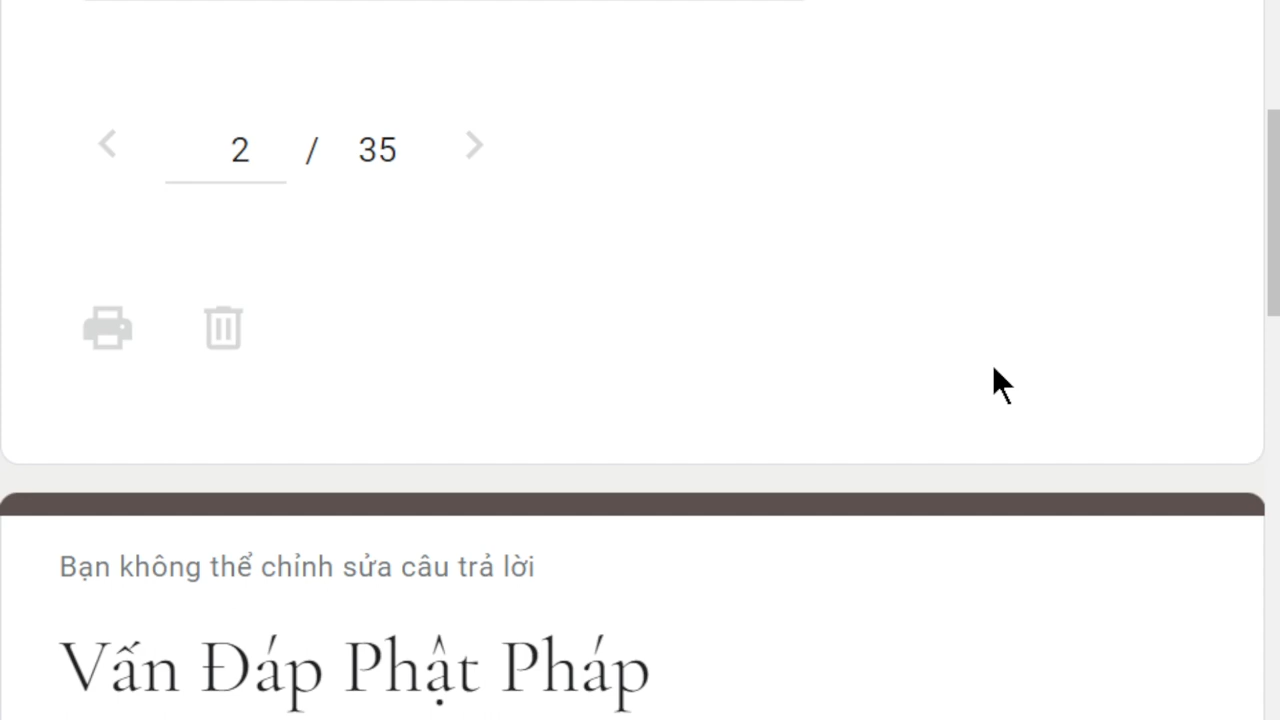 2 / 35
Bạn không thể chỉnh sửa câu trả lời
Vấn Đáp Phật Pháp